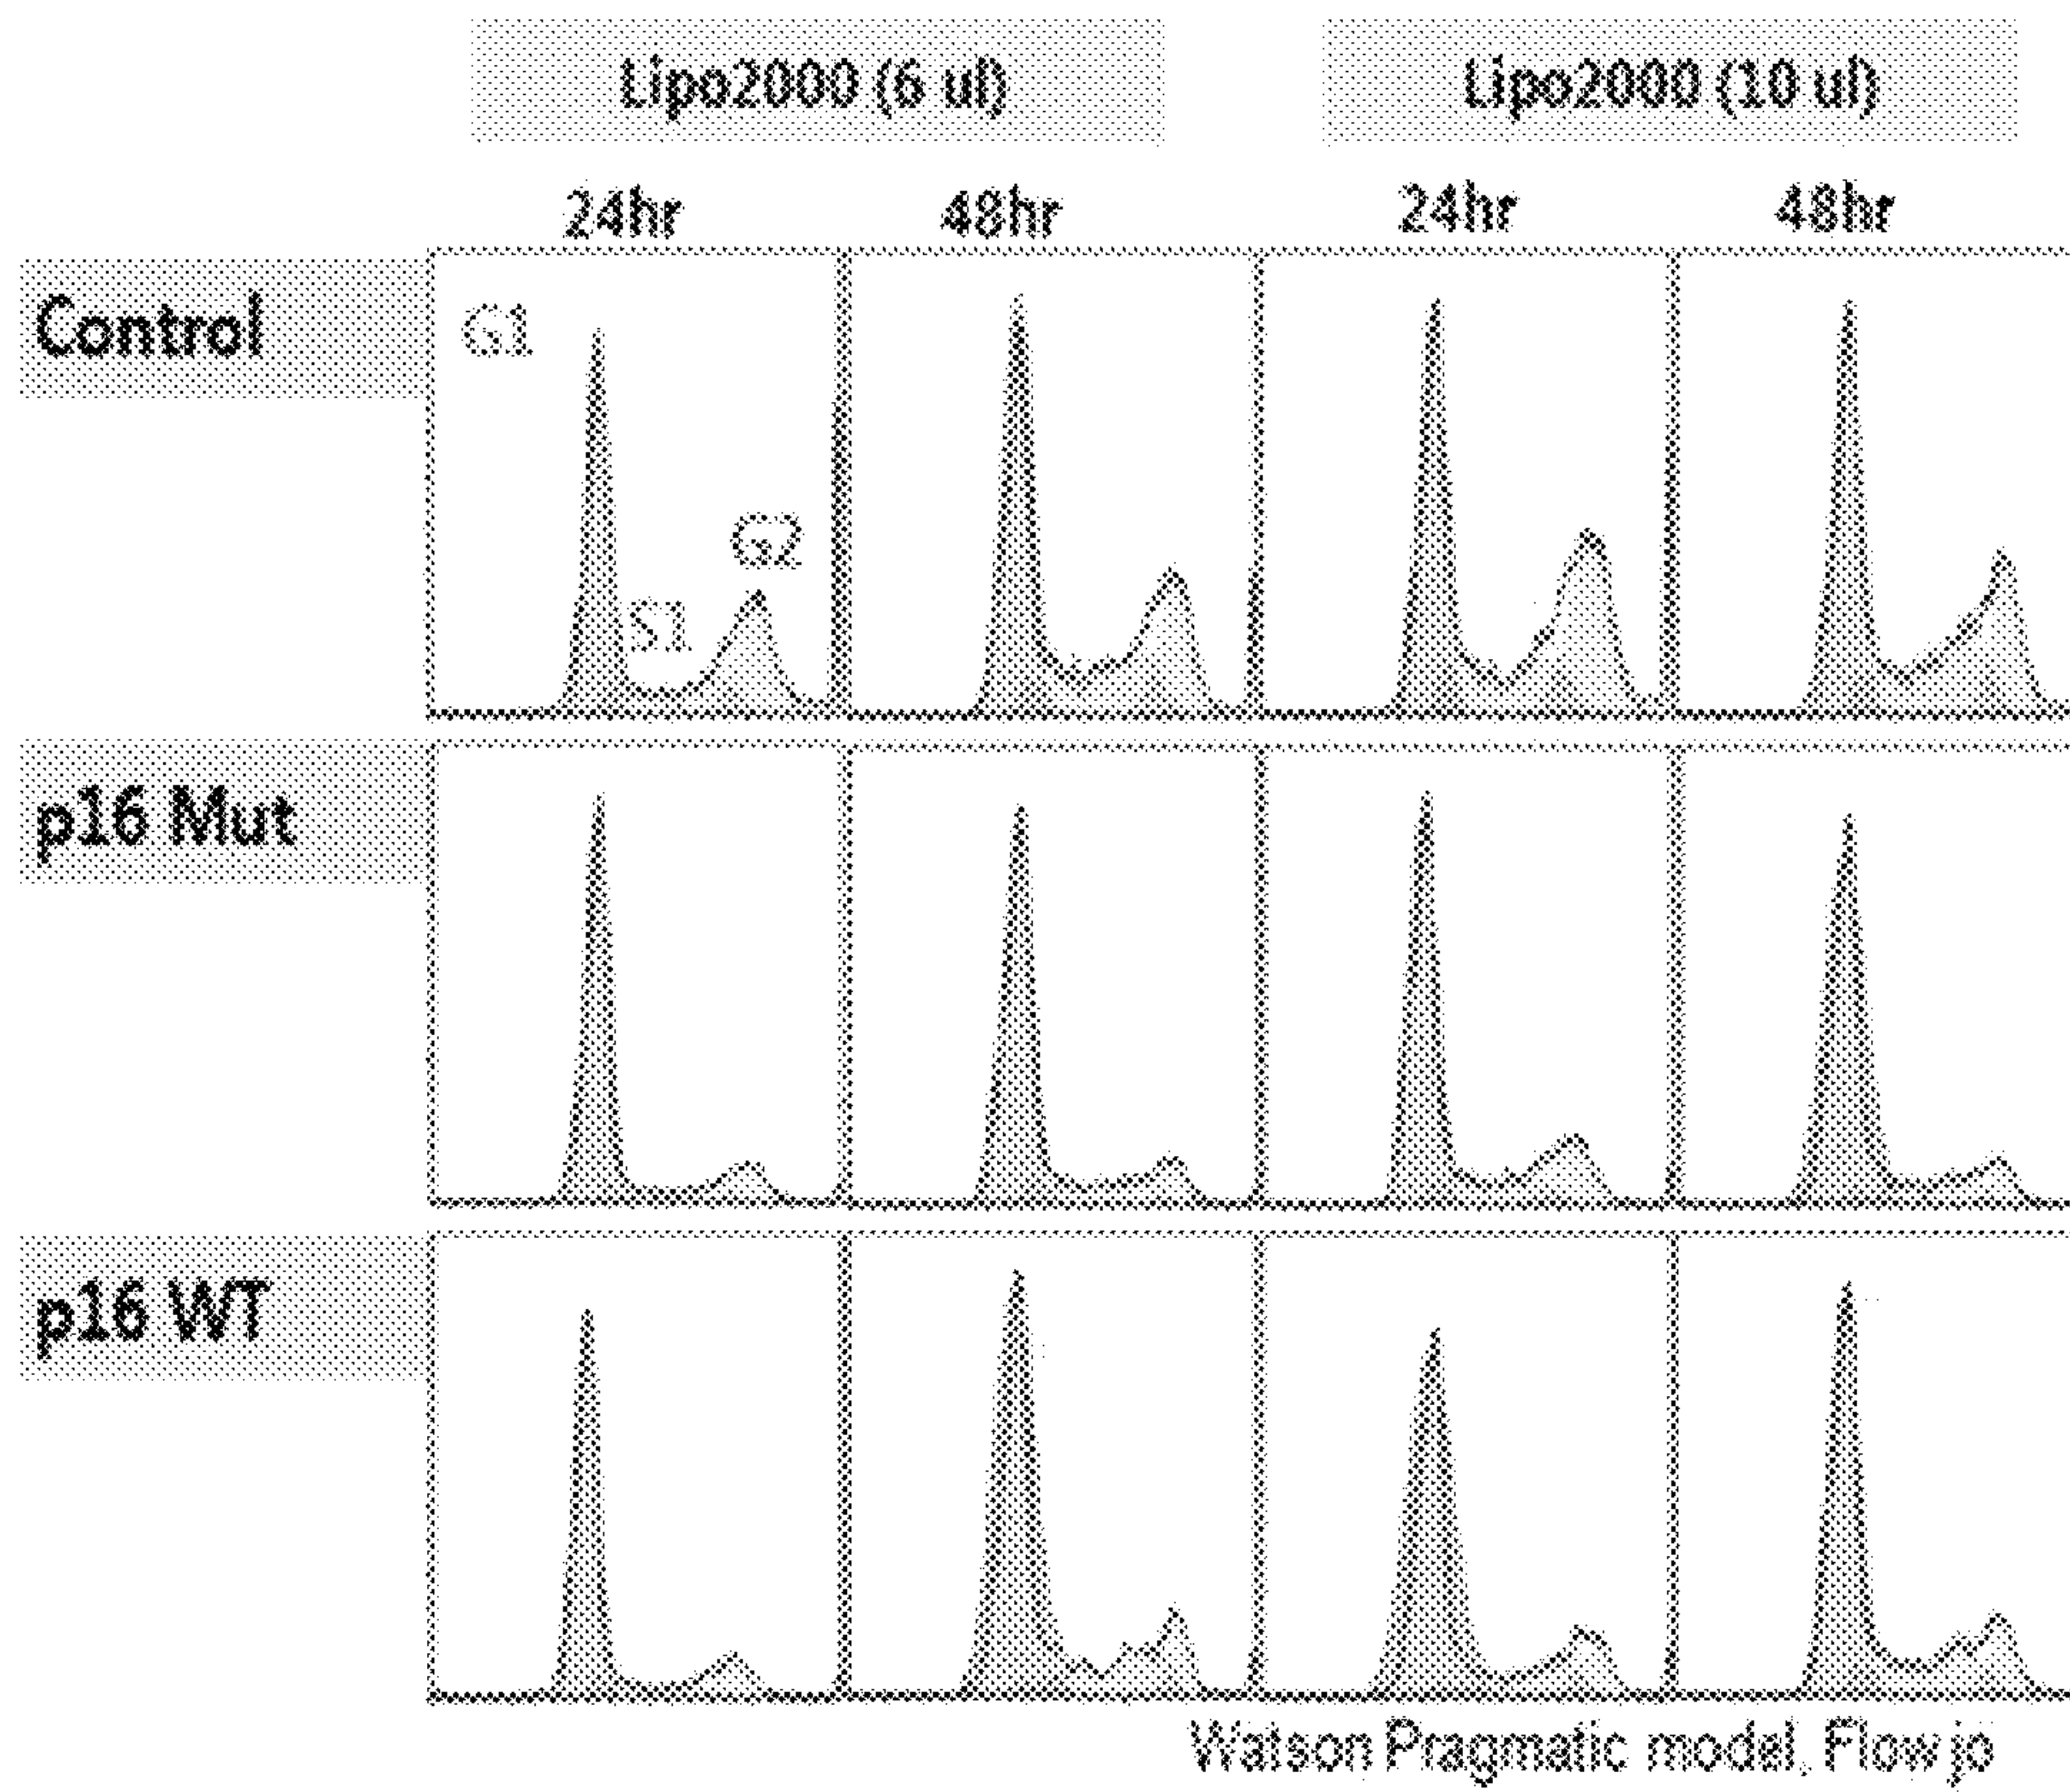 Lipo2000 (6 ul) Lipo2000 (10 ul)
24hr 48hr 24hr 48hr
Control
G1
G2
S1
p16 Mut
p16 WT
Watson Pragmatic model, Flow jo